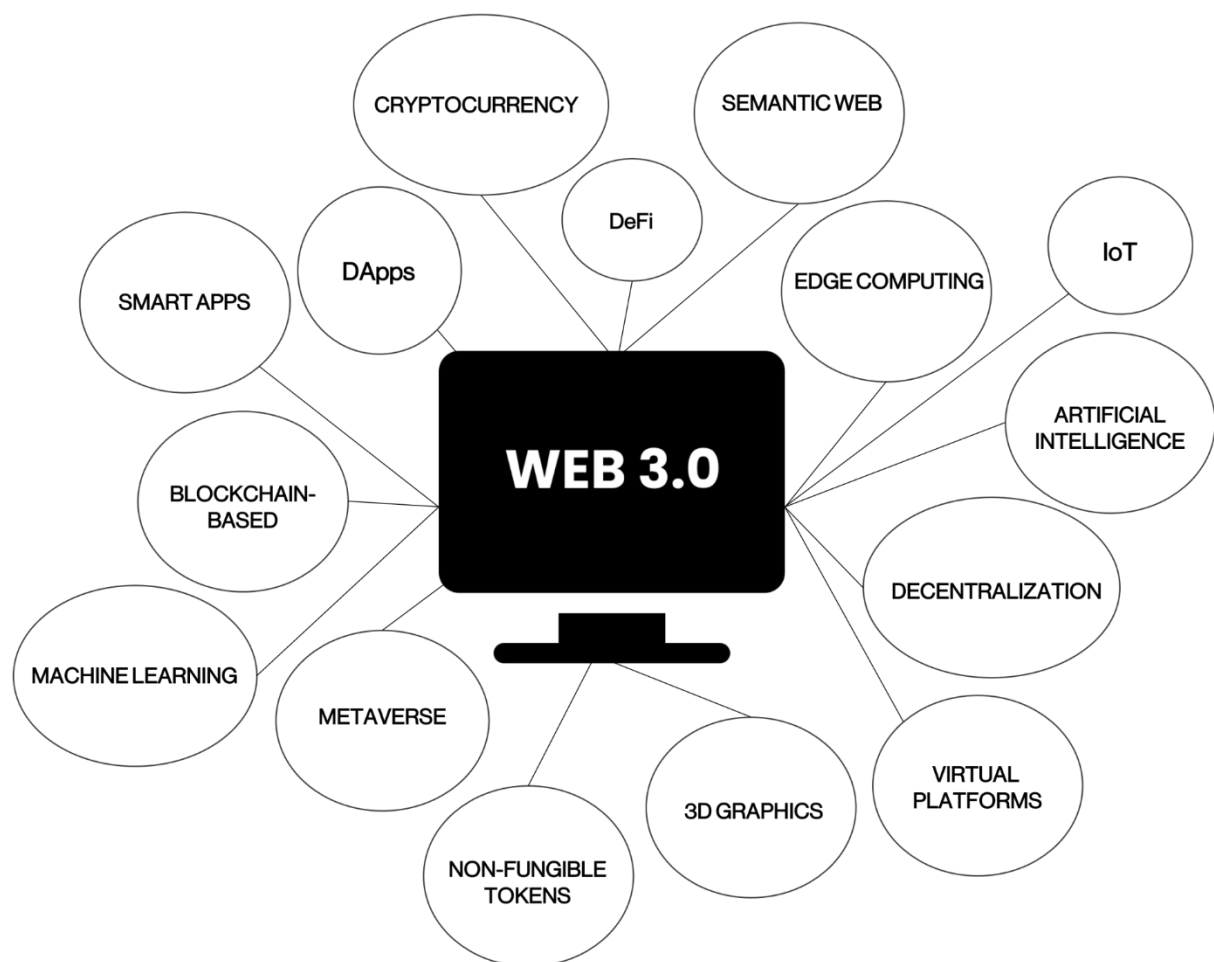 CRYPTOCURRENCY
SEMANTIC WEB
DeFi
IoT
DApps
EDGE COMPUTING
SMART APPS
ARTIFICIAL
INTELLIGENCE
WEB 3.0
BLOCKCHAIN-
BASED
DECENTRALIZATION
MACHINE LEARNING
METAVERSE
VIRTUAL
PLATFORMS
3D GRAPHICS
NON-FUNGIBLE
TOKENS